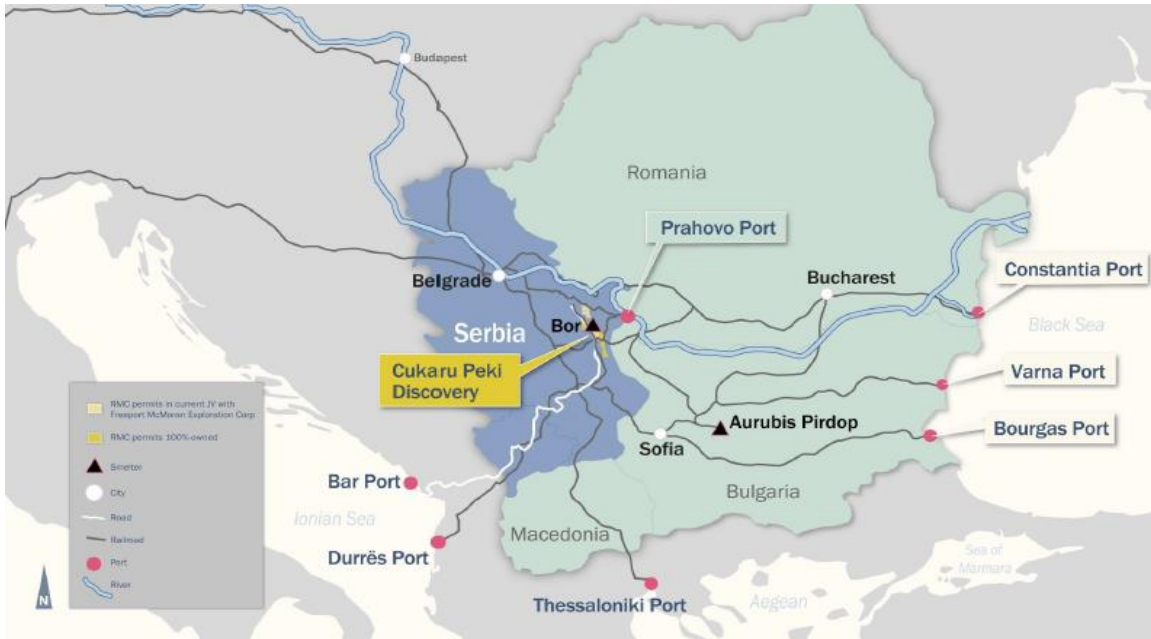 Budapest
Romania
Prahovo Port
Belgrade
Bucharest
Constantia Port
Bor
Serbia
Black Sea
Cukaru Peki
Discovery
Varna Port
RMC permits in current JV with
Freeport McMoran Exploration Corp
RMC permits 100%-owned
Aurubis Pirdop
Bourgas Port
Smelter
Sofia
City
Bar Port
Bulgaria
Road
Ionian Sea
Macedonia
Railroad
Durrës Port
Port
Sea of
Marmara
River
N
Thessaloniki Port
Aegean